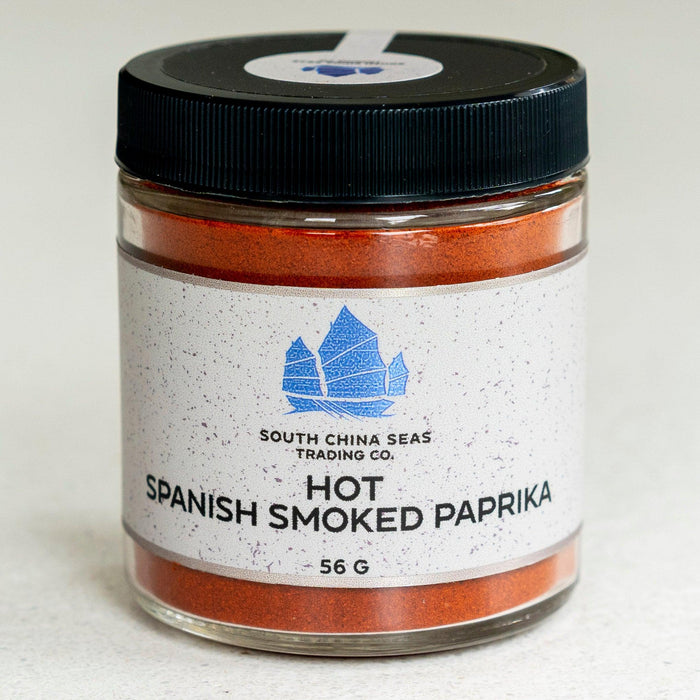 SOUTH CHINA SEAS
TRADING CO.
HOT
SPANISH SMOKED PAPRIKA
56 G